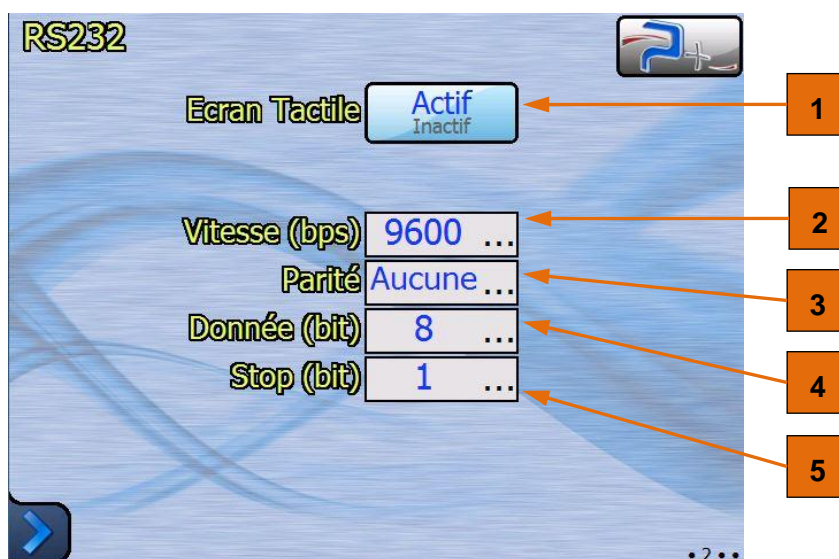 RS232
Ecran Tactile Actif
Inactif
1
Vitesse (bps) 9600 ...
2
Parité Aucune ...
3
Donnée (bit) 8 ...
4
Stop (bit) 1 ...
5
• 2 • •